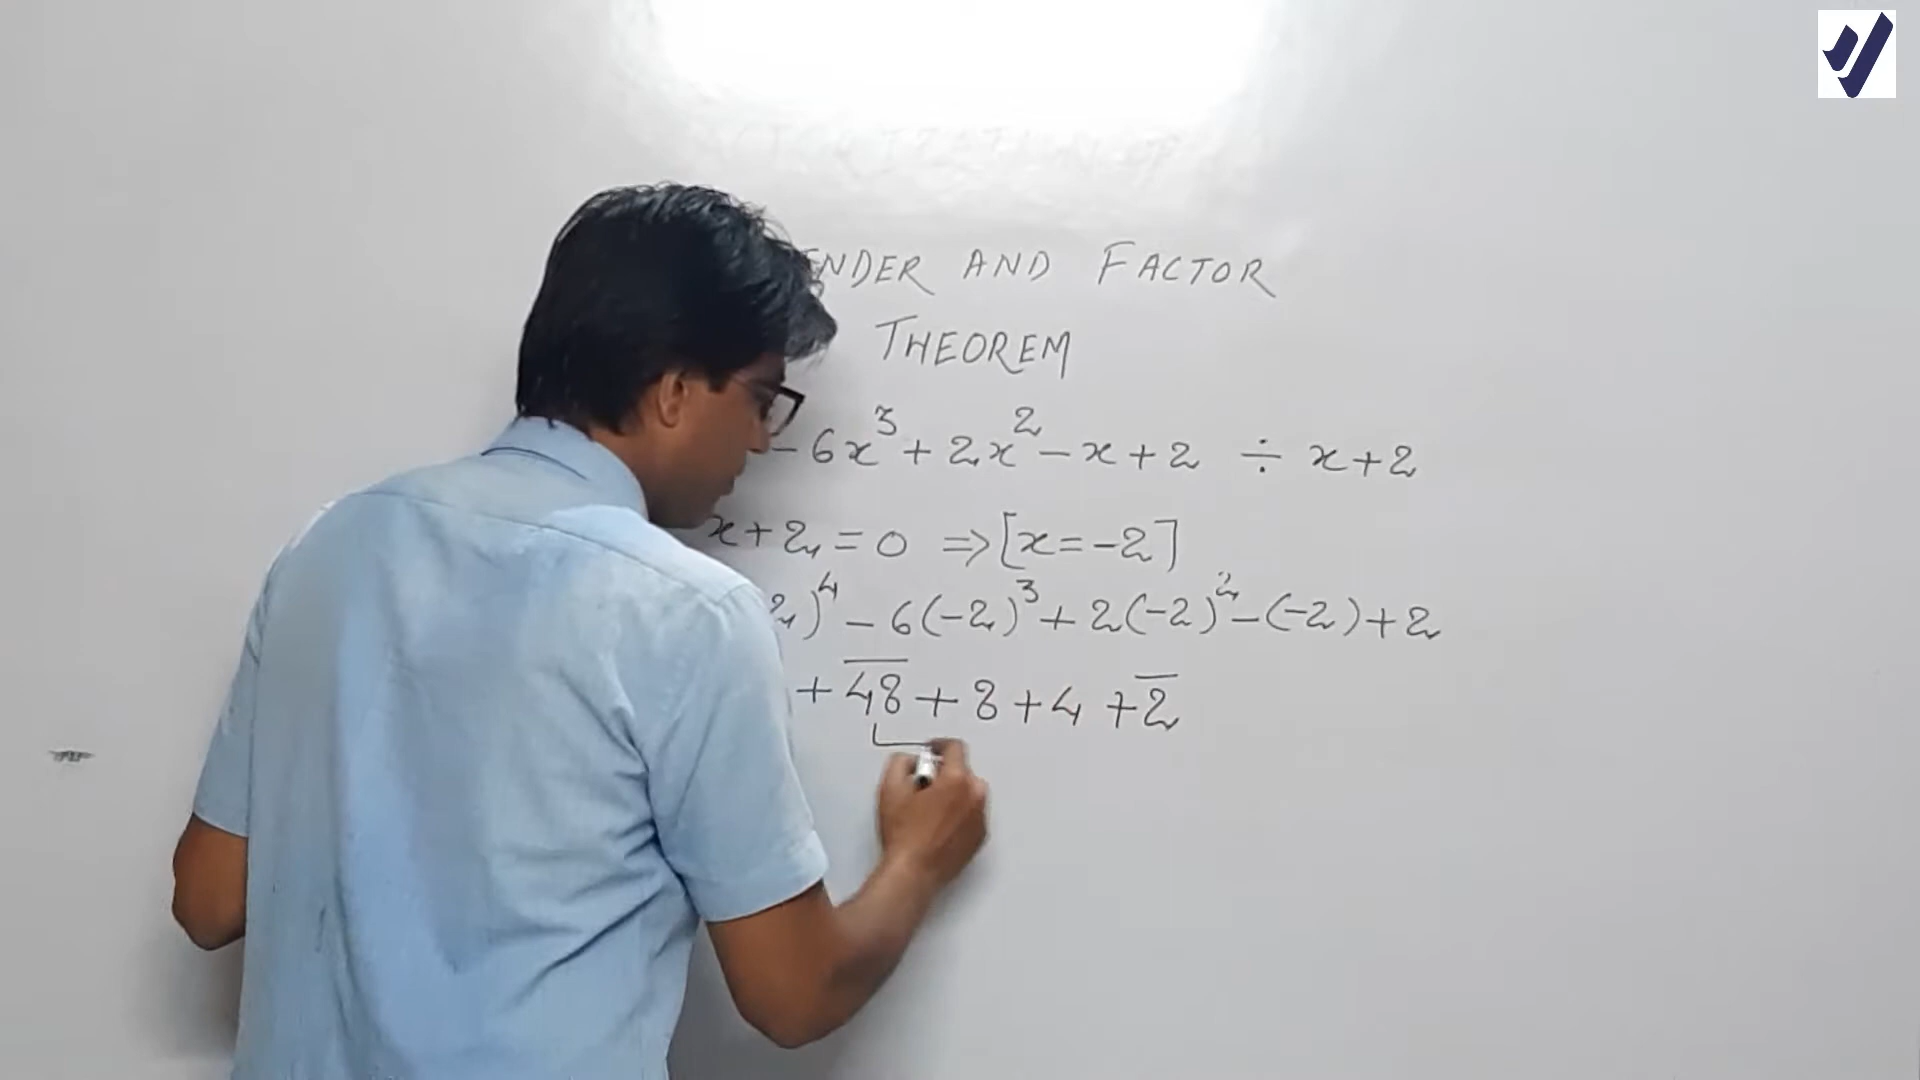 AND FACTOR
THEOREM
- 6x³ + 2x² - x + 2 ÷ x + 2
x + 2 = 0 ⇒ [x = -2]
2)⁴ - 6(-2)³ + 2(-2)² - (-2) + 2
+ 48 + 8 + 4 + 2